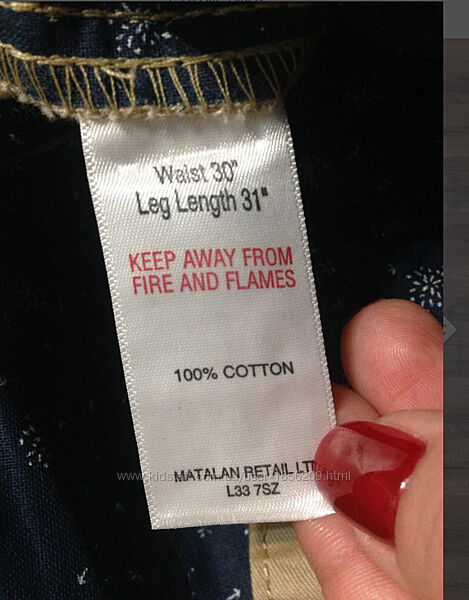 Waist 30"
Leg Length 31"
KEEP AWAY FROM
FIRE AND FLAMES
100% COTTON
MATALAN RETAIL LTD
L33 7SZ